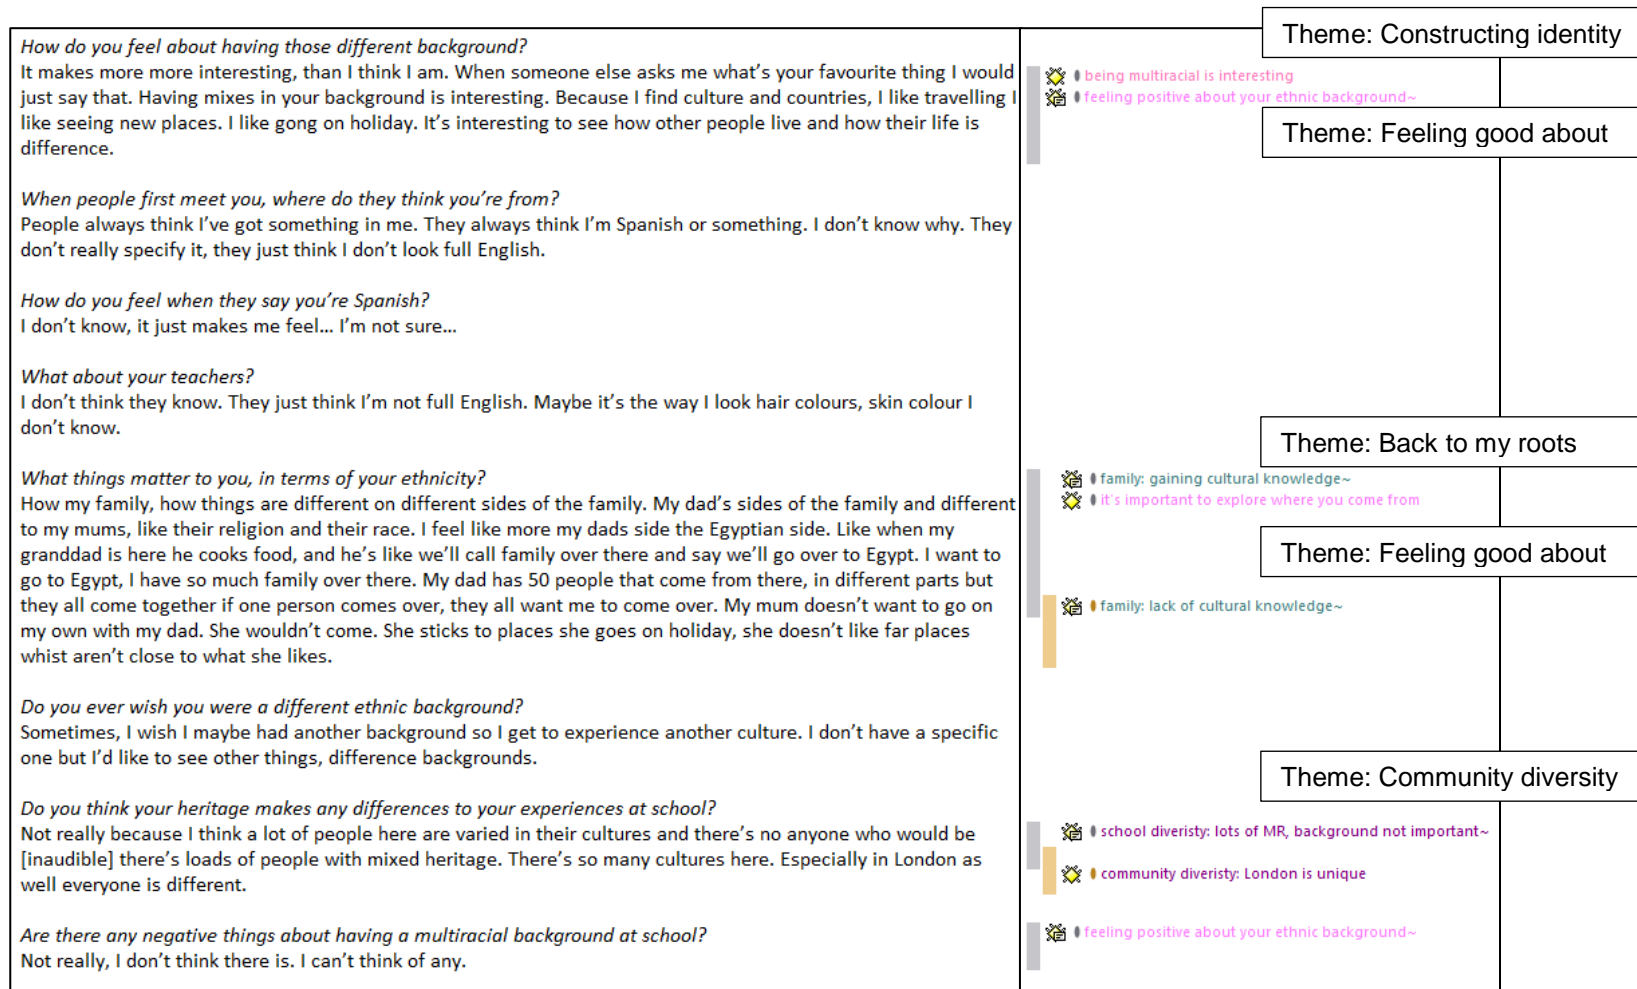 Theme: Constructing identity
How do you feel about having those different background?
It makes more more interesting, than I think I am. When someone else asks me what's your favourite thing I would
just say that. Having mixes in your background is interesting. Because I find culture and countries, I like travelling I
like seeing new places. I like gong on holiday. It's interesting to see how other people live and how their life is
difference.
being multiracial is interesting
feeling positive about your ethnic background~
Theme: Feeling good about
When people first meet you, where do they think you're from?
People always think I've got something in me. They always think I'm Spanish or something. I don't know why. They
don't really specify it, they just think I don't look full English.
How do you feel when they say you're Spanish?
I don't know, it just makes me feel... I'm not sure...
What about your teachers?
I don't think they know. They just think I'm not full English. Maybe it's the way I look hair colours, skin colour I
don't know.
Theme: Back to my roots
What things matter to you, in terms of your ethnicity?
How my family, how things are different on different sides of the family. My dad's sides of the family and different
to my mums, like their religion and their race. I feel like more my dads side the Egyptian side. Like when my
granddad is here he cooks food, and he's like we'll call family over there and say we'll go over to Egypt. I want to
go to Egypt, I have so much family over there. My dad has 50 people that come from there, in different parts but
they all come together if one person comes over, they all want me to come over. My mum doesn't want to go on
my own with my dad. She wouldn't come. She sticks to places she goes on holiday, she doesn't like far places
whist aren't close to what she likes.
family: gaining cultural knowledge~
it's important to explore where you come from
Theme: Feeling good about
family: lack of cultural knowledge~
Do you ever wish you were a different ethnic background?
Sometimes, I wish I maybe had another background so I get to experience another culture. I don't have a specific
one but I'd like to see other things, difference backgrounds.
Theme: Community diversity
Do you think your heritage makes any differences to your experiences at school?
Not really because I think a lot of people here are varied in their cultures and there's no anyone who would be
[inaudible] there's loads of people with mixed heritage. There's so many cultures here. Especially in London as
well everyone is different.
school diveristy: lots of MR, background not important~
community diveristy: London is unique
Are there any negative things about having a multiracial background at school?
Not really, I don't think there is. I can't think of any.
feeling positive about your ethnic background~